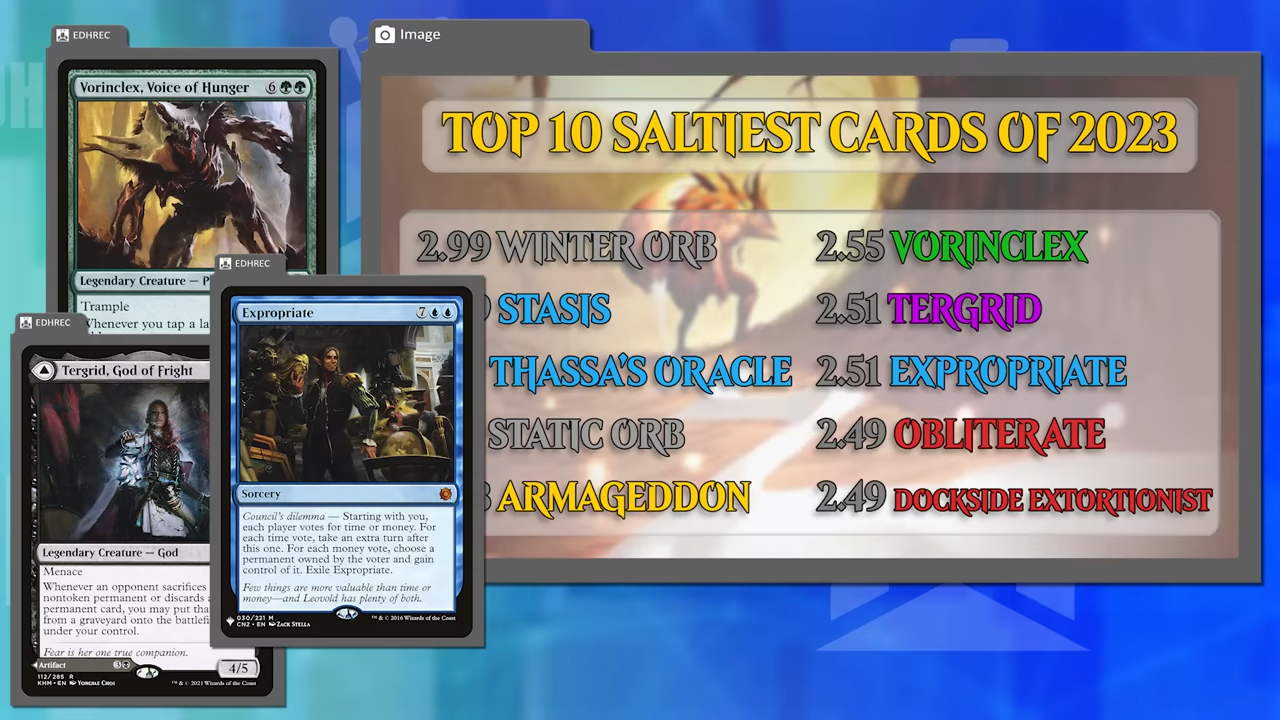 EDHREC
Vorinclex, Voice of Hunger 6
Legendary Creature — P
Trample
Whenever you tap a la
EDHREC
Tergrid, God of Fright
Legendary Creature — God
Menace
Whenever an opponent sacrifices
nontoken permanent or discards a
permanent card, you may put tha
from a graveyard onto the battlefi
under your control.
Fear is her one true companion.
Artifact 3
4/5
112/285 R
KHM • EN Yongjae Choi
™ & © 2021 Wizards of the Coast
EDHREC
Expropriate 7
Sorcery
Council's dilemma — Starting with you,
each player votes for time or money. For
each time vote, take an extra turn after
this one. For each money vote, choose a
permanent owned by the voter and gain
control of it. Exile Expropriate.
Few things are more valuable than time or
money—and Leovold has plenty of both.
030/221 M
CN2 • EN Zack Stella
™ & © 2016 Wizards of the Coast
Image
TOP 10 SALTIEST CARDS OF 2023
2.99 WINTER ORB
STASIS
THASSA'S ORACLE
STATIC ORB
ARMAGEDDON
2.55 VORINCLEX
2.51 TERGRID
2.51 EXPROPRIATE
2.49 OBLITERATE
2.49 DOCKSIDE EXTORTIONIST